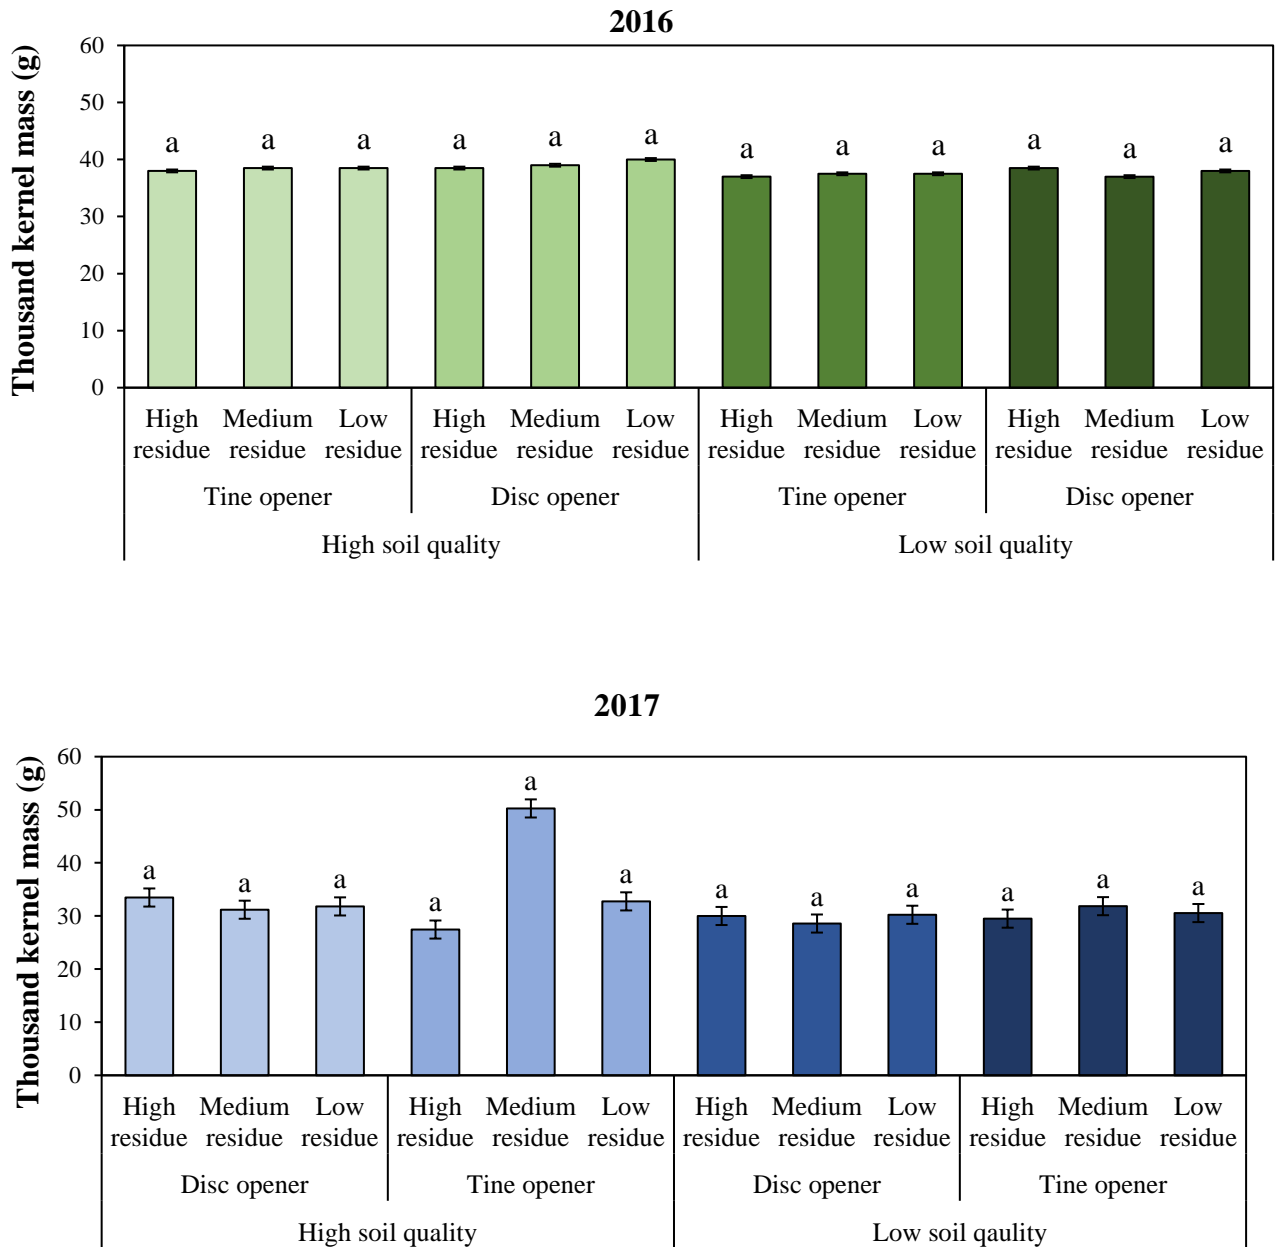 2016
Thousand kernel mass (g)
60
50
40
30
20
10
0
a a a a a a a a a a a a
High Medium Low High Medium Low High Medium Low High Medium Low
residue residue residue residue residue residue residue residue residue residue residue residue
Tine opener Disc opener Tine opener Disc opener
High soil quality Low soil quality
2017
Thousand kernel mass (g)
60
50
40
30
20
10
0
a a a a a a a a a a a a
High Medium Low High Medium Low High Medium Low High Medium Low
residue residue residue residue residue residue residue residue residue residue residue residue
Disc opener Tine opener Disc opener Tine opener
High soil quality Low soil qaulity